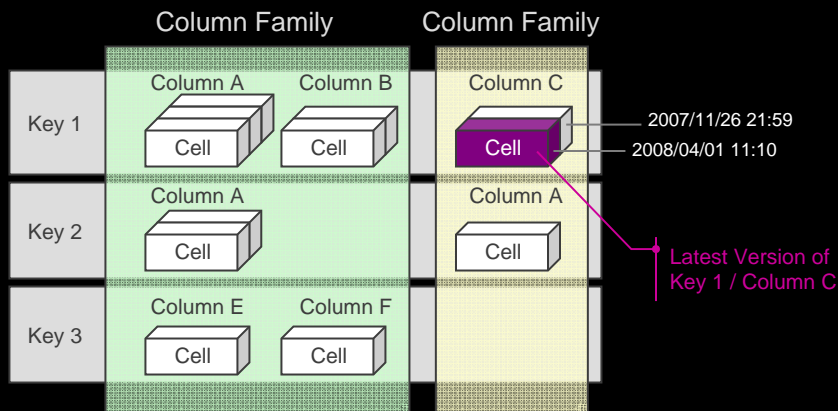 Column Family
Column Family
Column A
Column B
Column C
Key 1
Cell
Cell
Cell
2007/11/26 21:59
2008/04/01 11:10
Column A
Column A
Key 2
Cell
Cell
Latest Version of
Key 1 / Column C
Column E
Column F
Key 3
Cell
Cell